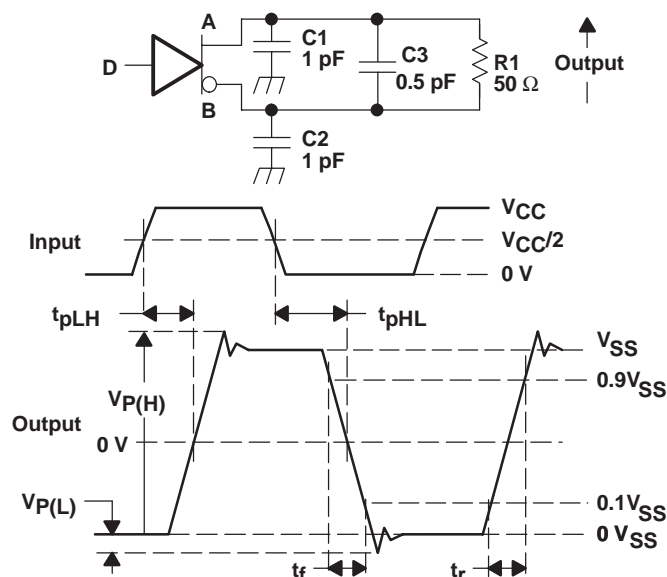 A
D
B
C1
1 pF
C2
1 pF
C3
0.5 pF
R1
50 Ω
Output
Input
VCC
VCC/2
0 V
tpLH
tpHL
VP(H)
Output
0 V
VP(L)
VSS
0.9VSS
0.1VSS
0 VSS
tf
tr